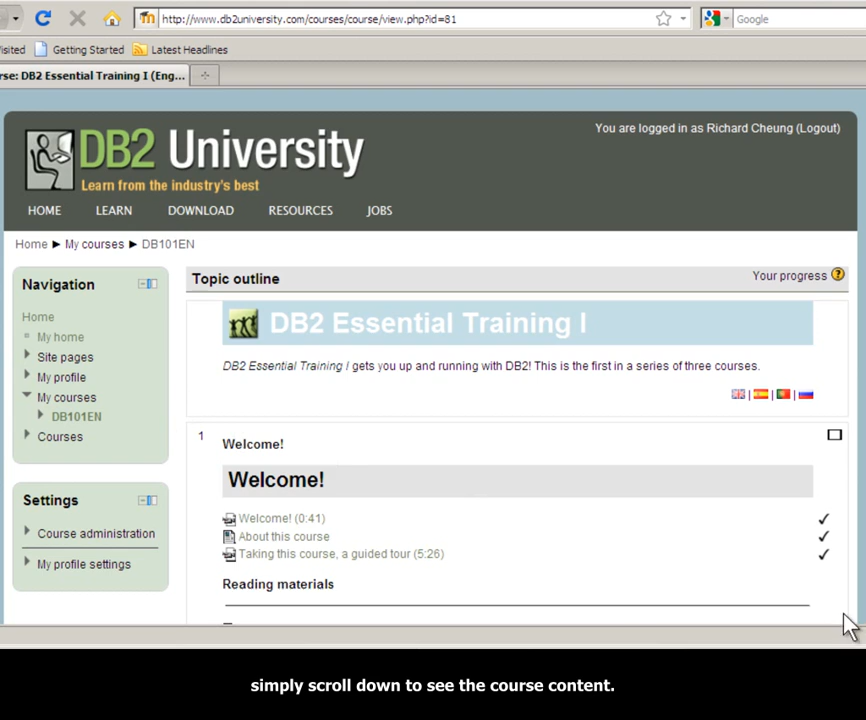 http://www.db2university.com/courses/course/view.php?id=81
Google
isited Getting Started Latest Headlines
rse: DB2 Essential Training I (Eng...
DB2 University
Learn from the industry's best
You are logged in as Richard Cheung (Logout)
HOME LEARN DOWNLOAD RESOURCES JOBS
Home ► My courses ► DB101EN
Navigation
Home
My home
Site pages
My profile
My courses
DB101EN
Courses
Settings
Course administration
My profile settings
Topic outline
Your progress
DB2 Essential Training I
DB2 Essential Training I gets you up and running with DB2! This is the first in a series of three courses.
| | |
1
Welcome!
Welcome!
Welcome! (0:41)
About this course
Taking this course, a guided tour (5:26)
Reading materials
simply scroll down to see the course content.